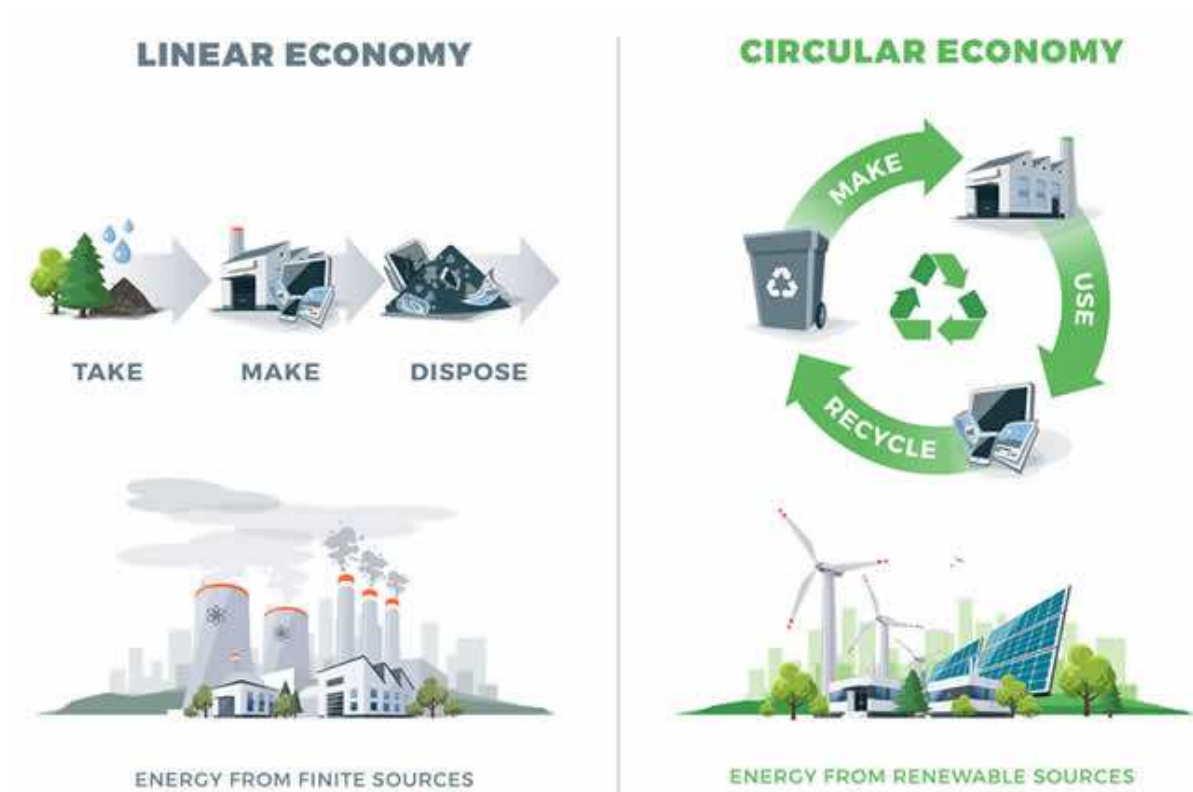 LINEAR ECONOMY
TAKE
MAKE
DISPOSE
ENERGY FROM FINITE SOURCES
CIRCULAR ECONOMY
MAKE
USE
RECYCLE
ENERGY FROM RENEWABLE SOURCES